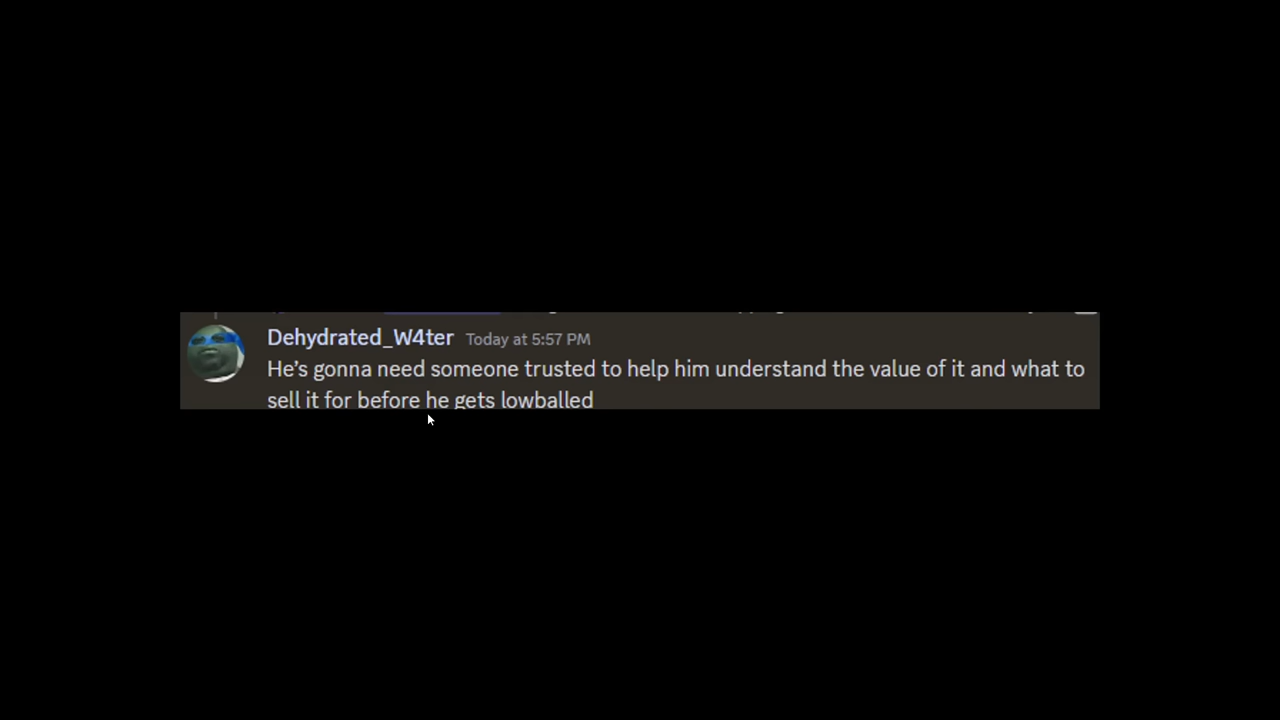 Dehydrated_W4ter Today at 5:57 PM
He's gonna need someone trusted to help him understand the value of it and what to
sell it for before he gets lowballed